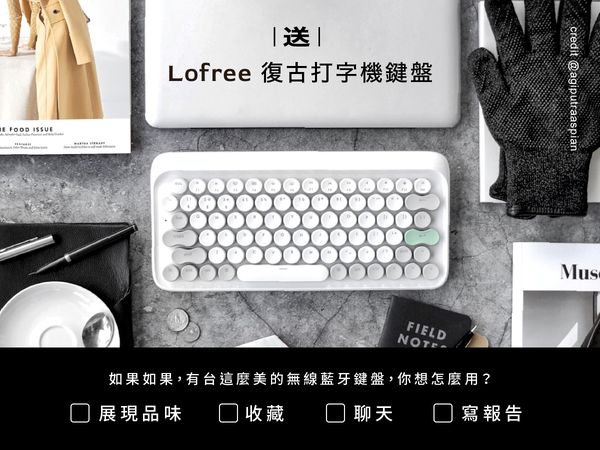 |送|
Lofree 復古打字機鍵盤
credit @agiputraaspian
THE FOOD ISSUE
FIELD
NOTES
Muse
如果如果，有台這麼美的無線藍牙鍵盤，你想怎麼用？
展現品味
收藏
聊天
寫報告